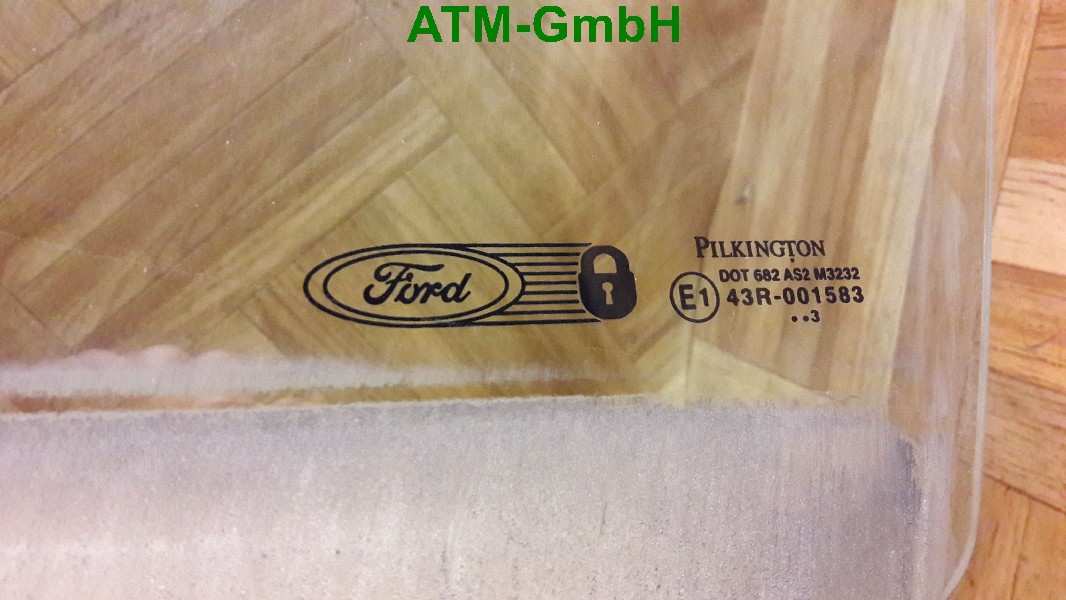 ATM-GmbH
Ford
PILKINGTON
DOT 682 AS2 M3232
E1 43R-001583
..3